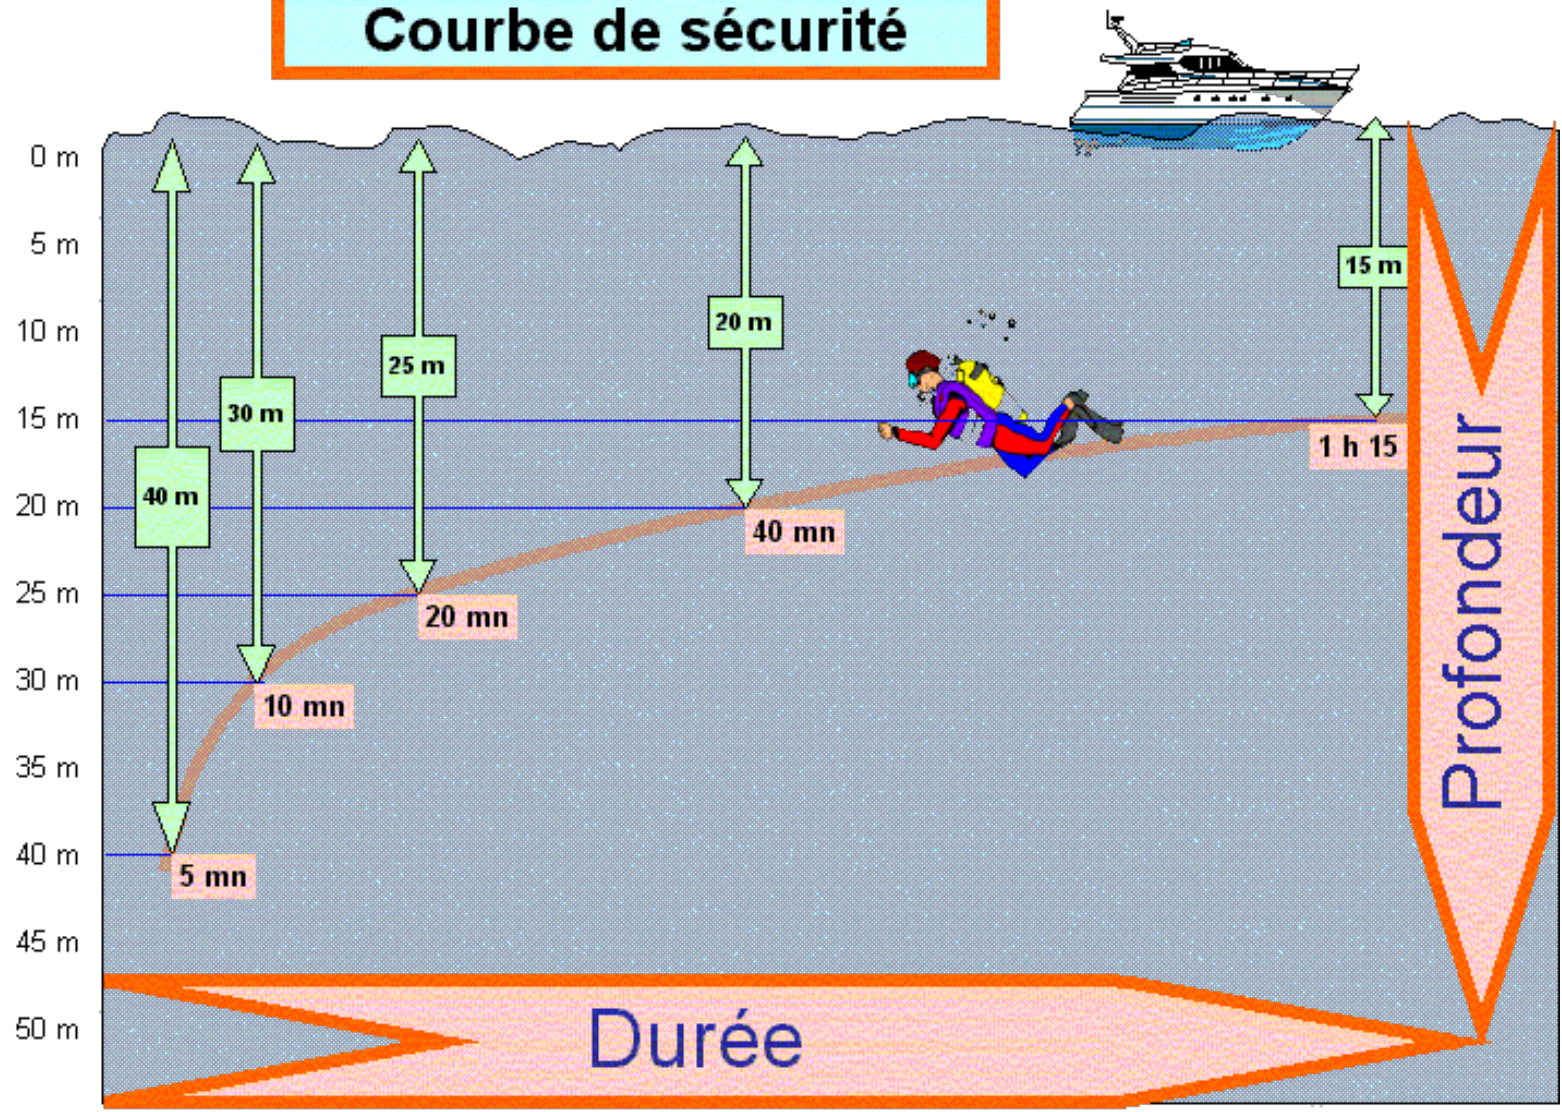 Courbe de sécurité
0 m
5 m
10 m
15 m
20 m
25 m
30 m
35 m
40 m
45 m
50 m
40 m
30 m
25 m
20 m
15 m
5 mn
10 mn
20 mn
40 mn
1 h 15
Profondeur
Durée